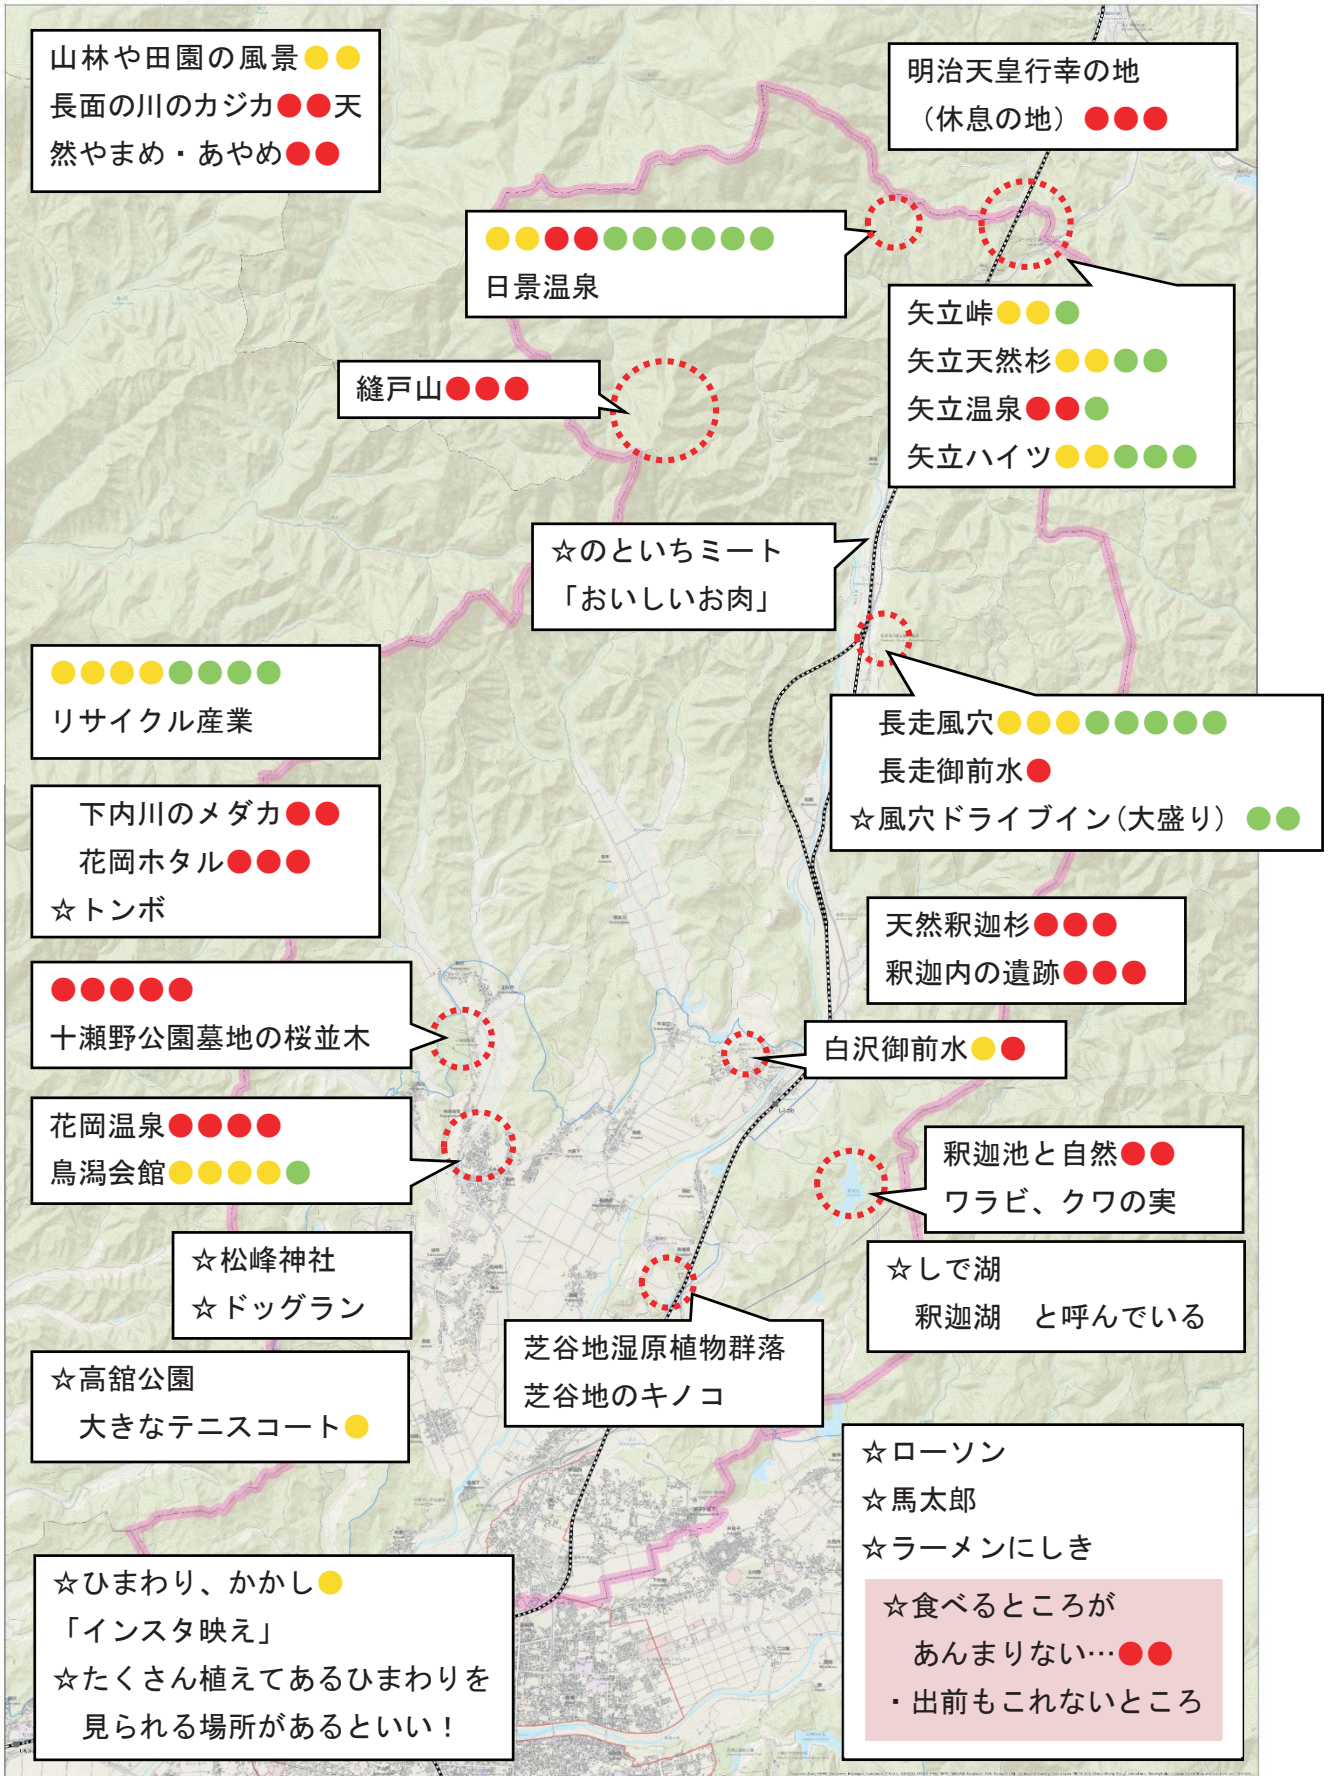 山林や田園の風景●●
長面の川のカジカ●●天
然やまめ・あやめ●●
明治天皇行幸の地
（休息の地）●●●
●●●●●●●●●●
日景温泉
矢立峠●●●
矢立天然杉●●●●
矢立温泉●●●
矢立ハイツ●●●●●
縫戸山●●●
☆のといちミート
「おいしいお肉」
●●●●●●●●
リサイクル産業
長走風穴●●●●●●●●
長走御前水●
☆風穴ドライブイン（大盛り）●●
下内川のメダカ●●
花岡ホタル●●●
☆トンボ
天然釈迦杉●●●
釈迦内の遺跡●●●
●●●●●
十瀬野公園墓地の桜並木
白沢御前水●●
花岡温泉●●●●
鳥潟会館●●●●●
釈迦池と自然●●
ワラビ、クワの実
☆松峰神社
☆ドッグラン
☆しで湖
釈迦湖　と呼んでいる
芝谷地湿原植物群落
芝谷地のキノコ
☆高舘公園
大きなテニスコート●
☆ローソン
☆馬太郎
☆ラーメンにしき
☆食べるところが
あんまりない…●●
・出前もこれないところ
☆ひまわり、かかし●
「インスタ映え」
☆たくさん植えてあるひまわりを
見られる場所があるといい！